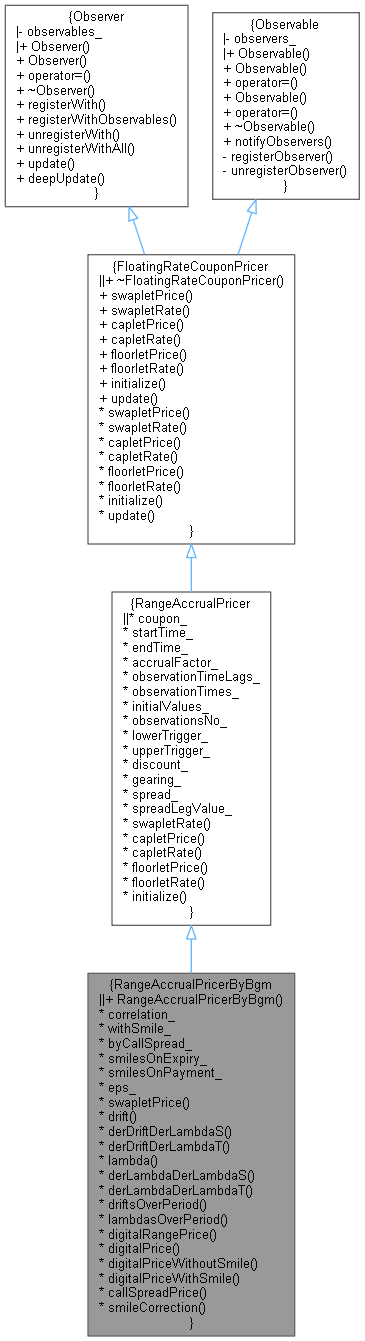 {Observer
|- observables_
|+ Observer()
+ Observer()
+ operator=()
+ ~Observer()
+ registerWith()
+ registerWithObservables()
+ unregisterWith()
+ unregisterWithAll()
+ update()
+ deepUpdate()
}
{Observable
|- observers_
|+ Observable()
+ Observable()
+ operator=()
+ Observable()
+ operator=()
+ ~Observable()
+ notifyObservers()
- registerObserver()
- unregisterObserver()
}
{FloatingRateCouponPricer
||+ ~FloatingRateCouponPricer()
+ swapletPrice()
+ swapletRate()
+ capletPrice()
+ capletRate()
+ floorletPrice()
+ floorletRate()
+ initialize()
+ update()
* swapletPrice()
* swapletRate()
* capletPrice()
* capletRate()
* floorletPrice()
* floorletRate()
* initialize()
* update()
}
{RangeAccrualPricer
||* coupon_
* startTime_
* endTime_
* accrualFactor_
* observationTimeLags_
* observationTimes_
* initialValues_
* observationsNo_
* lowerTrigger_
* upperTrigger_
* discount_
* gearing_
* spread_
* spreadLegValue_
* swapletRate()
* capletPrice()
* capletRate()
* floorletPrice()
* floorletRate()
* initialize()
}
{RangeAccrualPricerByBgm
||+ RangeAccrualPricerByBgm()
* correlation_
* withSmile_
* byCallSpread_
* smilesOnExpiry_
* smilesOnPayment_
* eps_
* swapletPrice()
* drift()
* derDriftDerLambdaS()
* derDriftDerLambdaT()
* lambda()
* derLambdaDerLambdaS()
* derLambdaDerLambdaT()
* driftsOverPeriod()
* lambdasOverPeriod()
* digitalRangePrice()
* digitalPrice()
* digitalPriceWithoutSmile()
* digitalPriceWithSmile()
* callSpreadPrice()
* smileCorrection()
}